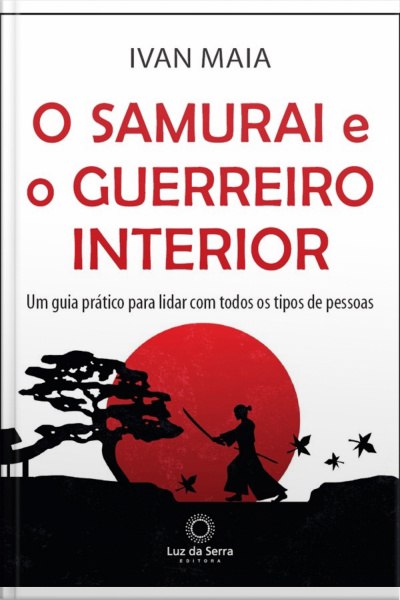 IVAN MAIA
O SAMURAI e
o GUERREIRO
INTERIOR
Um guia prático para lidar com todos os tipos de pessoas
Luz da Serra
EDITORA